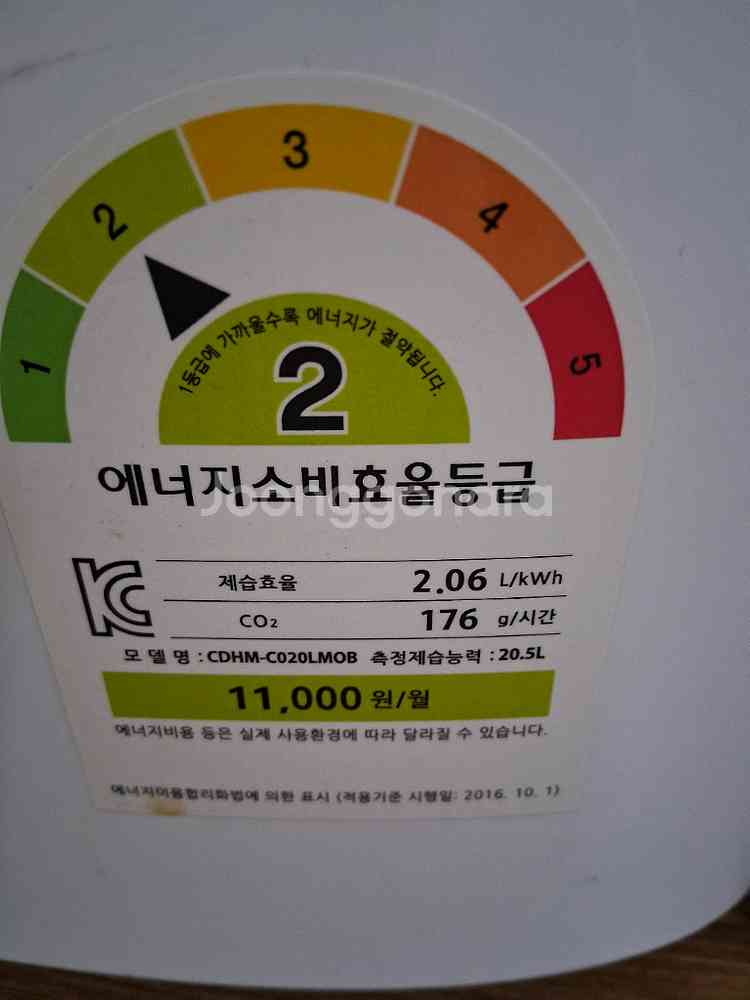 1
2
3
4
5
1등급에 가까울수록 에너지가 절약됩니다.
2
에너지소비효율등급
Joonggonara
KC
제습효율 2.06 L/kWh
CO₂ 176 g/시간
모델명 : CDHM-C020LMOB 측정제습능력 : 20.5L
11,000 원/월
에너지비용 등은 실제 사용환경에 따라 달라질 수 있습니다.
에너지이용합리화법에 의한 표시 (적용기준 시행일: 2016. 10. 1)